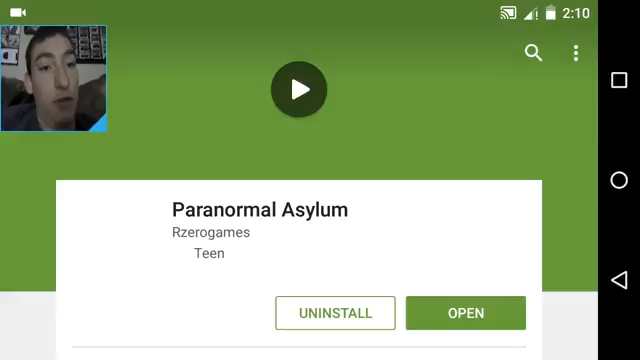 2:10
Paranormal Asylum
Rzerogames
Teen
UNINSTALL
OPEN